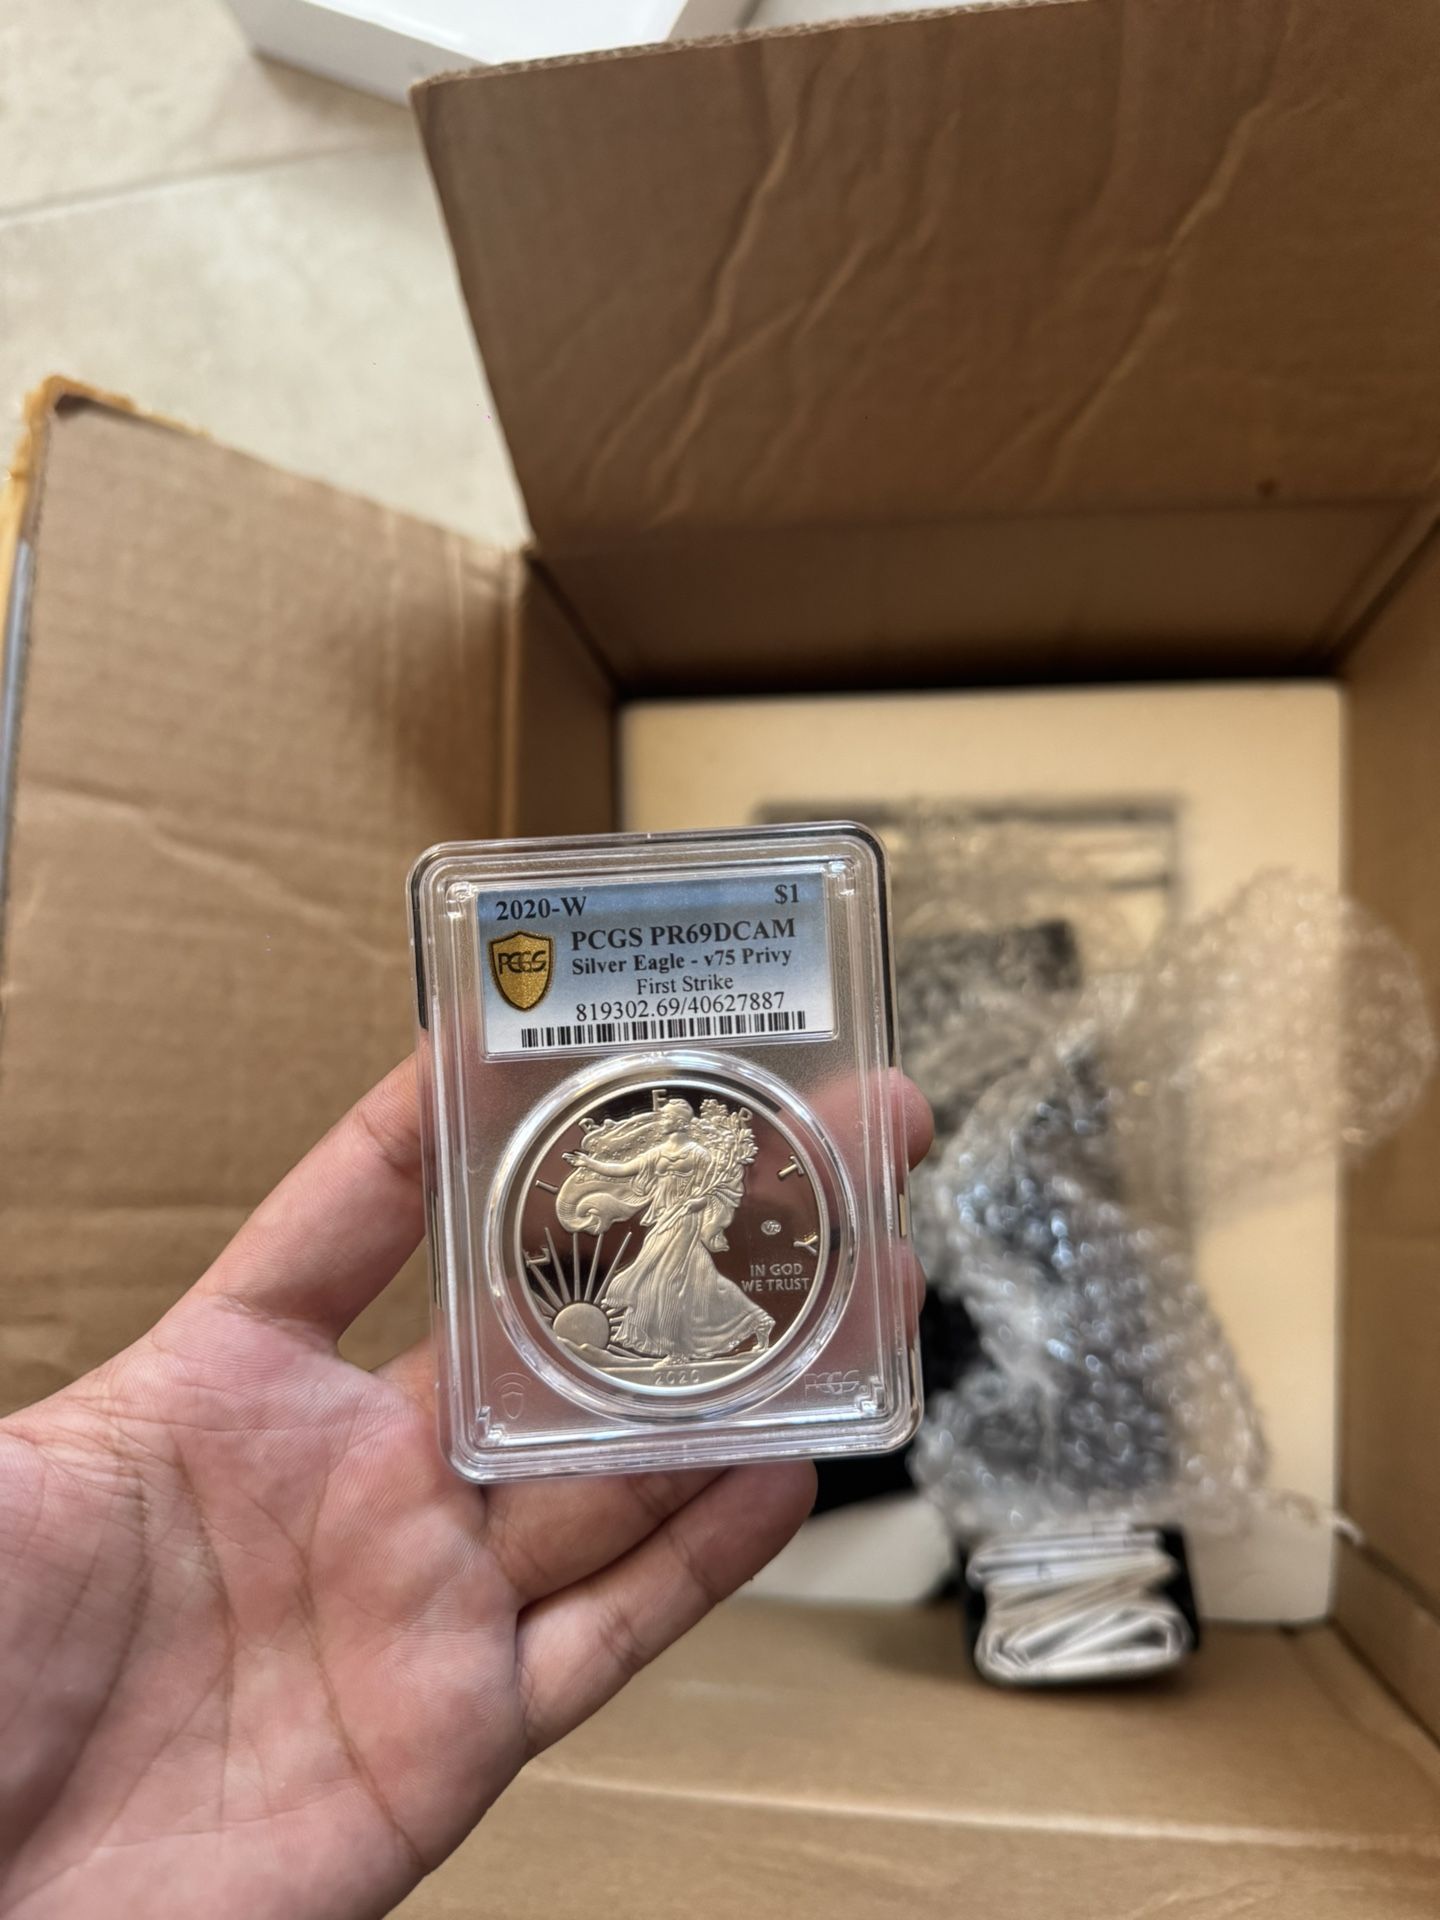 2020-W $1
PCGS PR69DCAM
PCGS
Silver Eagle - v75 Privy
First Strike
819302.69/40627887
LIBERTY
V75
IN GOD
WE TRUST
2020
PCGS